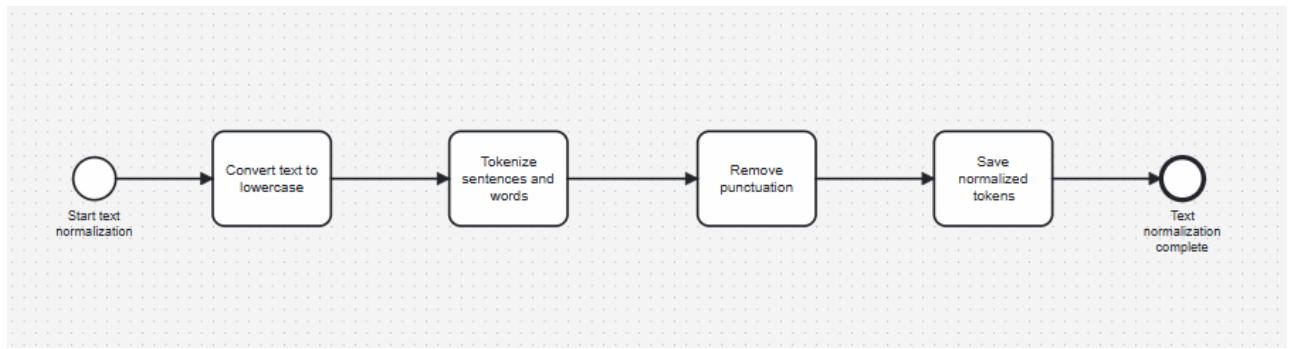 Start text
normalization
Convert text to
lowercase
Tokenize
sentences and
words
Remove
punctuation
Save
normalized
tokens
Text
normalization
complete